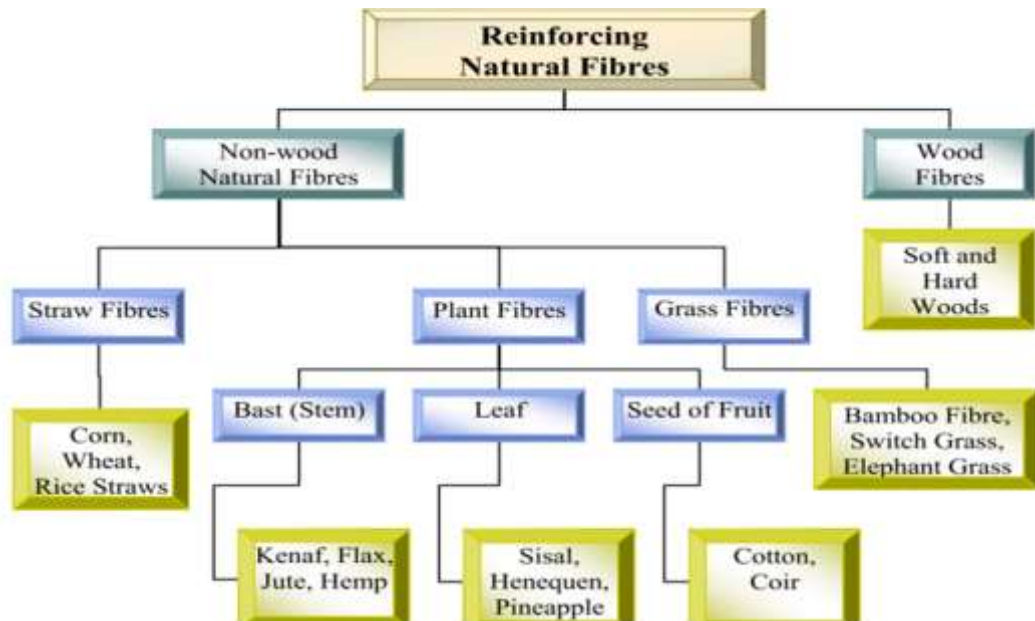 Reinforcing
Natural Fibres
Non-wood
Natural Fibres
Wood
Fibres
Soft and
Hard
Woods
Straw Fibres
Plant Fibres
Grass Fibres
Bast (Stem)
Leaf
Seed of Fruit
Corn,
Wheat,
Rice Straws
Bamboo Fibre,
Switch Grass,
Elephant Grass
Kenaf, Flax,
Jute, Hemp
Sisal,
Henequen,
Pineapple
Cotton,
Coir